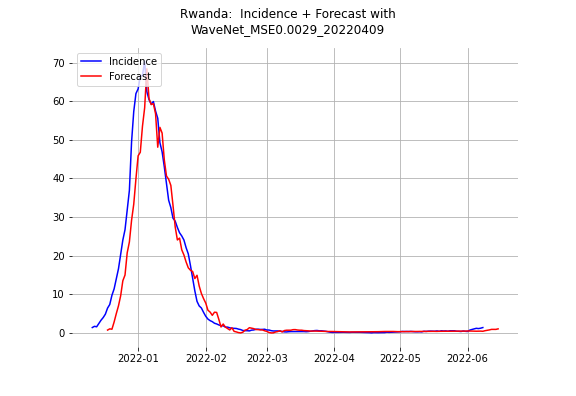 Rwanda:  Incidence + Forecast with
WaveNet_MSE0.0029_20220409
Incidence
Forecast
70
60
50
40
30
20
10
0
2022-01 2022-02 2022-03 2022-04 2022-05 2022-06